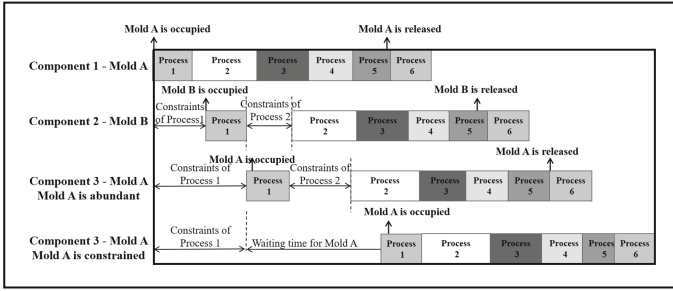 Mold A is occupied
Mold A is released
Component 1 - Mold A
Process 1
Process 2
Process 3
Process 4
Process 5
Process 6
Mold B is occupied
Mold B is released
Component 2 - Mold B
Constraints of Process1
Process 1
Constraints of Process 2
Process 2
Process 3
Process 4
Process 5
Process 6
Mold A is occupied
Mold A is released
Component 3 - Mold A
Mold A is abundant
Constraints of Process 1
Process 1
Constraints of Process 2
Process 2
Process 3
Process 4
Process 5
Process 6
Mold A is occupied
Component 3 - Mold A
Mold A is constrained
Constraints of Process 1
Waiting time for Mold A
Process 1
Process 2
Process 3
Process 4
Process 5
Process 6